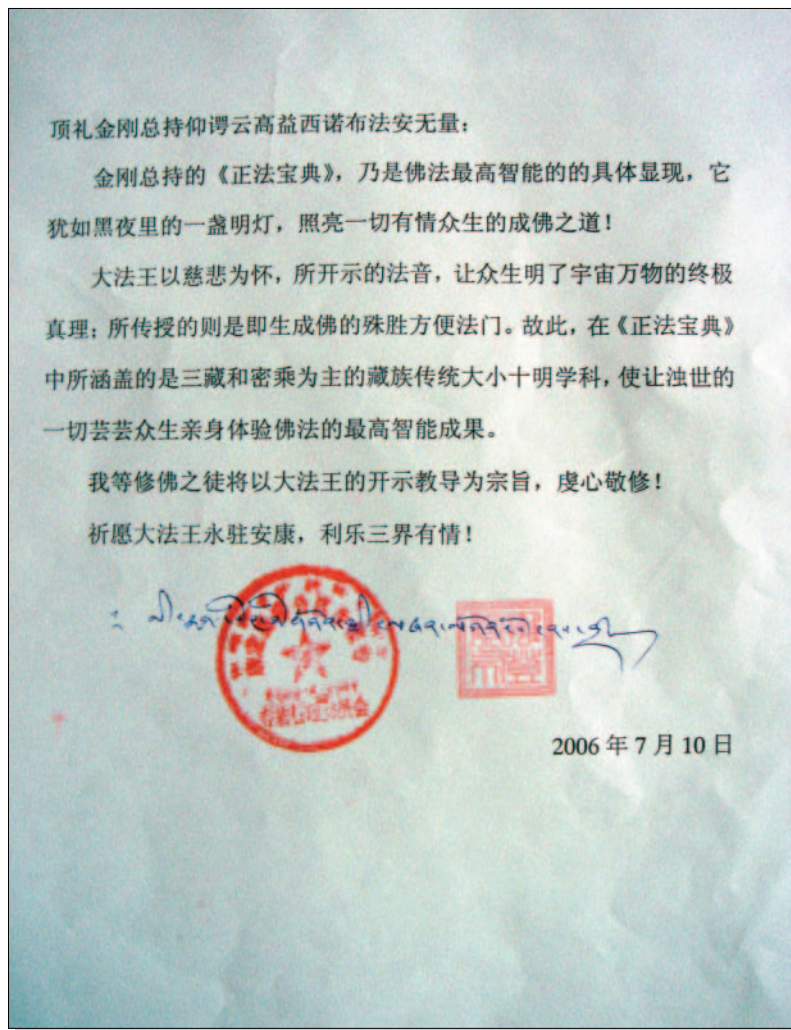 顶礼金刚总持仰谔云高益西诺布法安无量：
金刚总持的《正法宝典》，乃是佛法最高智能的的具体显现，它
犹如黑夜里的一盏明灯，照亮一切有情众生的成佛之道！
大法王以慈悲为怀，所开示的法音，让众生明了宇宙万物的终极
真理；所传授的则是即生成佛的殊胜方便法门。故此，在《正法宝典》
中所涵盖的是三藏和密乘为主的藏族传统大小十明学科，使让浊世的
一切芸芸众生亲身体验佛法的最高智能成果。
我等修佛之徒将以大法王的开示教导为宗旨，虔心敬修！
祈愿大法王永驻安康，利乐三界有情！
2006 年 7 月 10 日